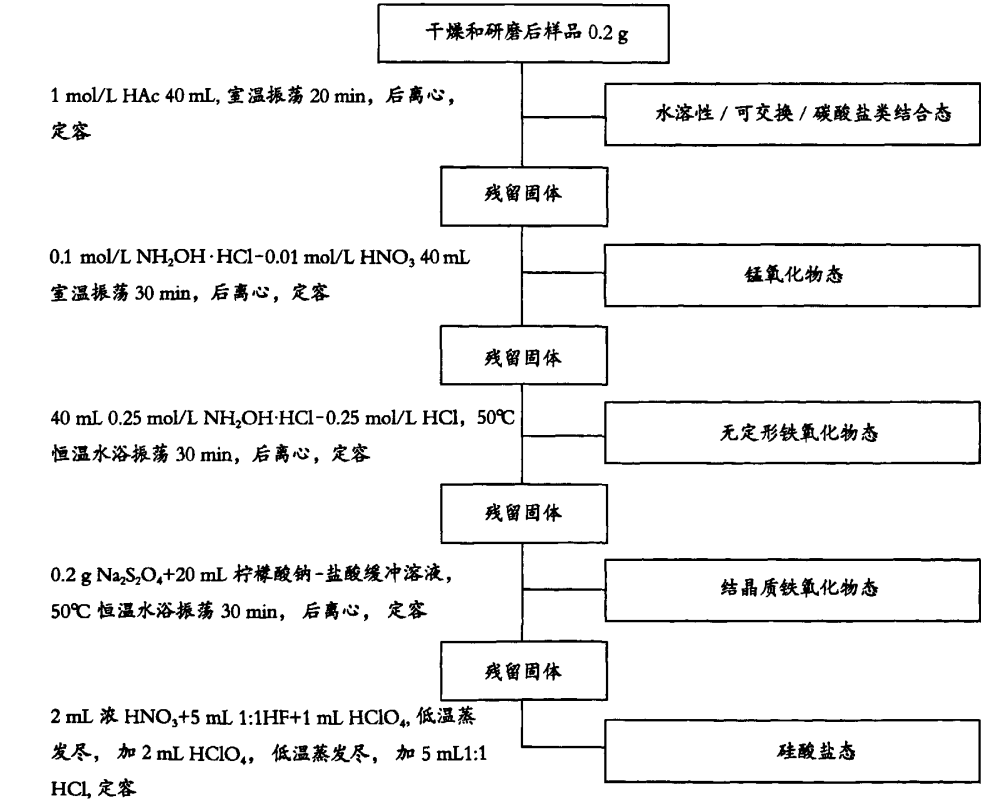 干燥和研磨后样品 0.2 g
1 mol/L HAc 40 mL, 室温振荡 20 min, 后离心,
定容
水溶性 / 可交换 / 碳酸盐类结合态
残留固体
0.1 mol/L NH₂OH·HCl-0.01 mol/L HNO₃ 40 mL
室温振荡 30 min, 后离心, 定容
锰氧化物态
残留固体
40 mL 0.25 mol/L NH₂OH·HCl-0.25 mol/L HCl, 50℃
恒温水浴振荡 30 min, 后离心, 定容
无定形铁氧化物态
残留固体
0.2 g Na₂S₂O₄+20 mL 柠檬酸钠-盐酸缓冲溶液,
50℃ 恒温水浴振荡 30 min, 后离心, 定容
结晶质铁氧化物态
残留固体
2 mL 浓 HNO₃+5 mL 1:1HF+1 mL HClO₄, 低温蒸
发尽, 加 2 mL HClO₄, 低温蒸发尽, 加 5 mL1:1
HCl, 定容
硅酸盐态